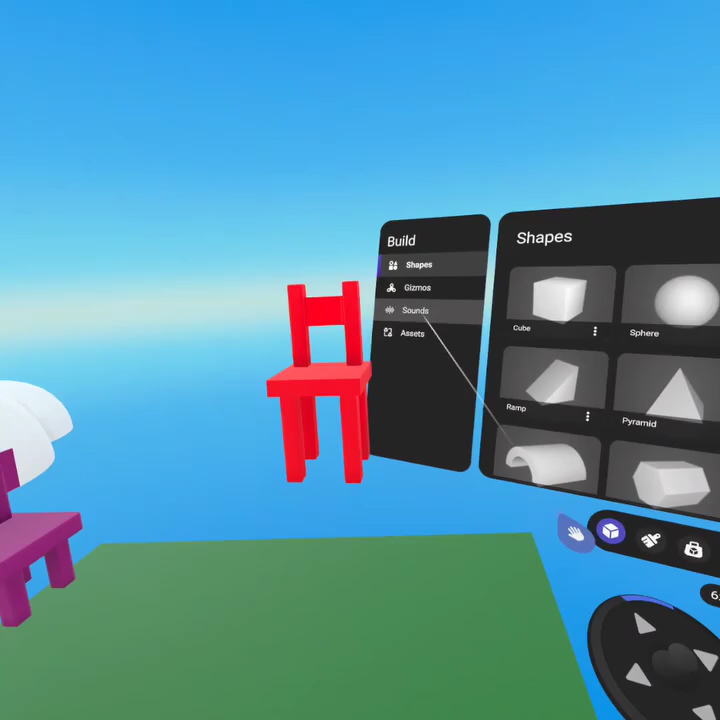 Build
Shapes
Gizmos
Sounds
Assets
Shapes
Cube
Sphere
Ramp
Pyramid